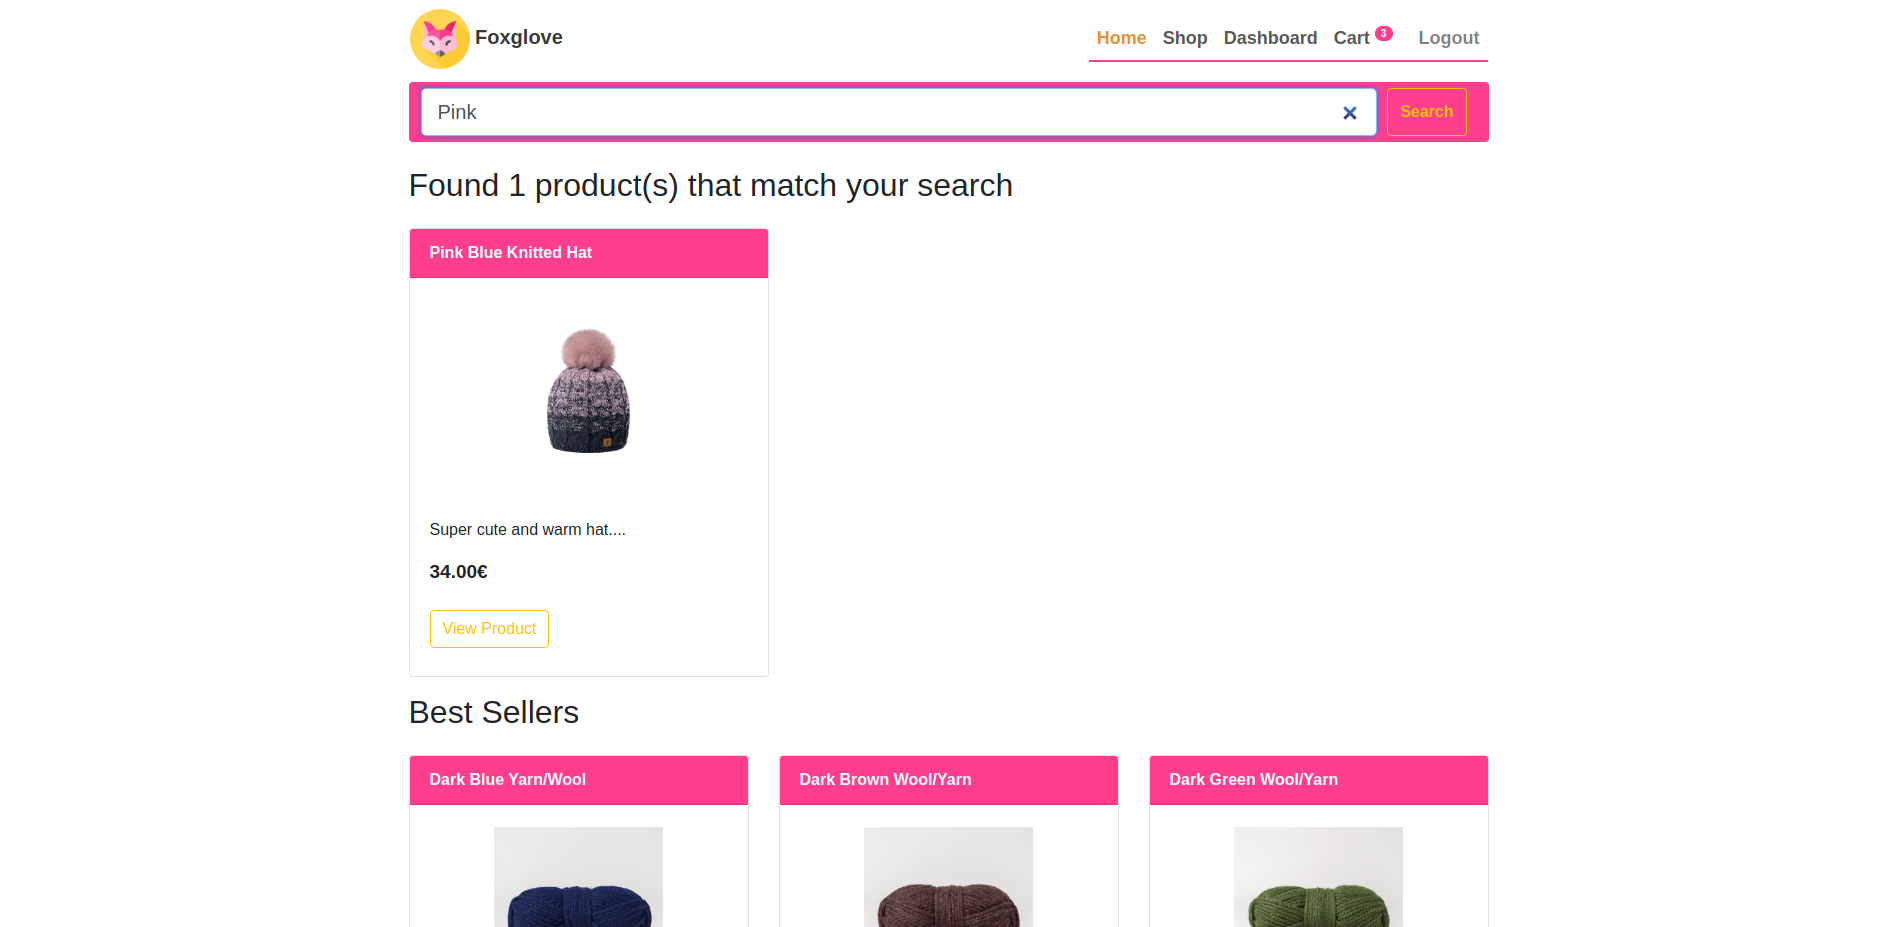 Foxglove
Home Shop Dashboard Cart 3 Logout
Pink
Search
Found 1 product(s) that match your search
Pink Blue Knitted Hat
Super cute and warm hat....
34.00€
View Product
Best Sellers
Dark Blue Yarn/Wool
Dark Brown Wool/Yarn
Dark Green Wool/Yarn